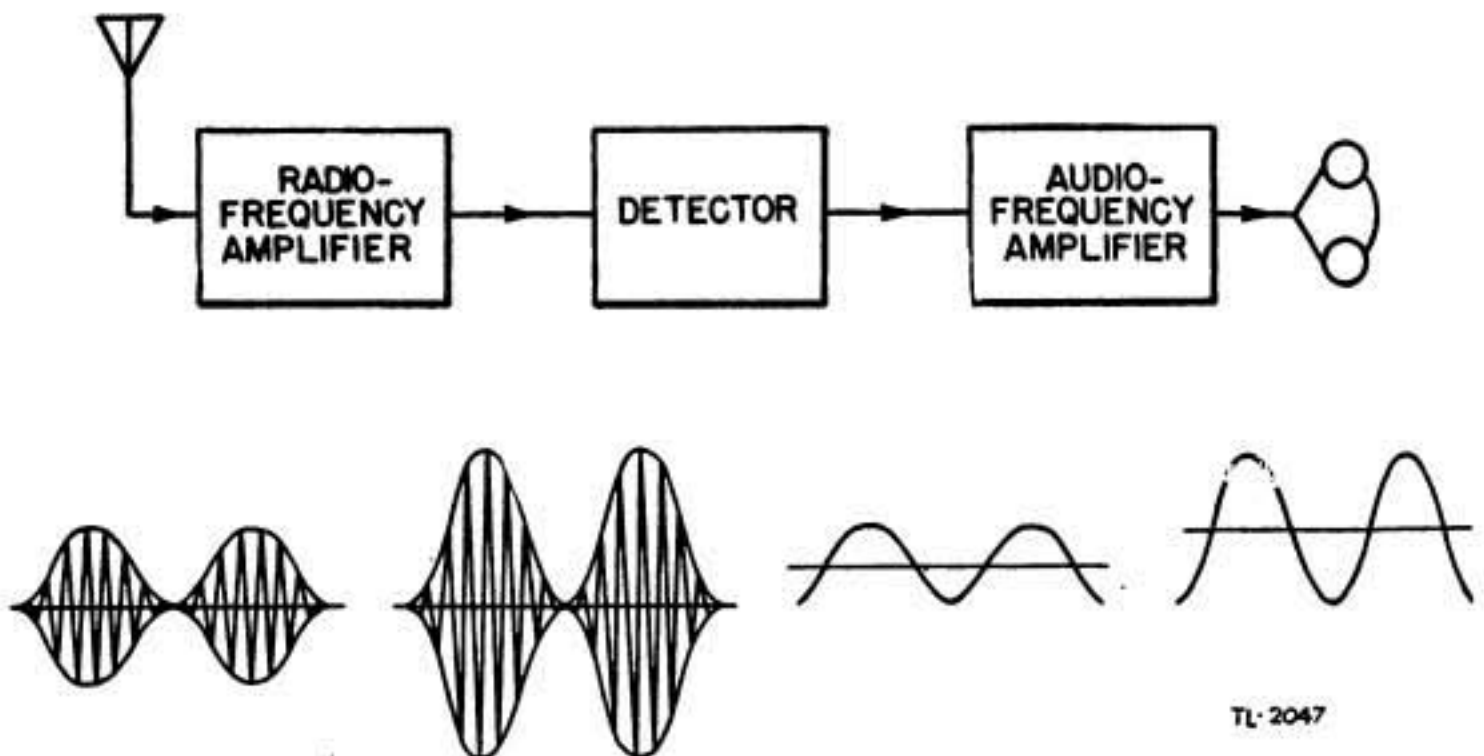 RADIO-
FREQUENCY
AMPLIFIER
DETECTOR
AUDIO-
FREQUENCY
AMPLIFIER
TL-2047